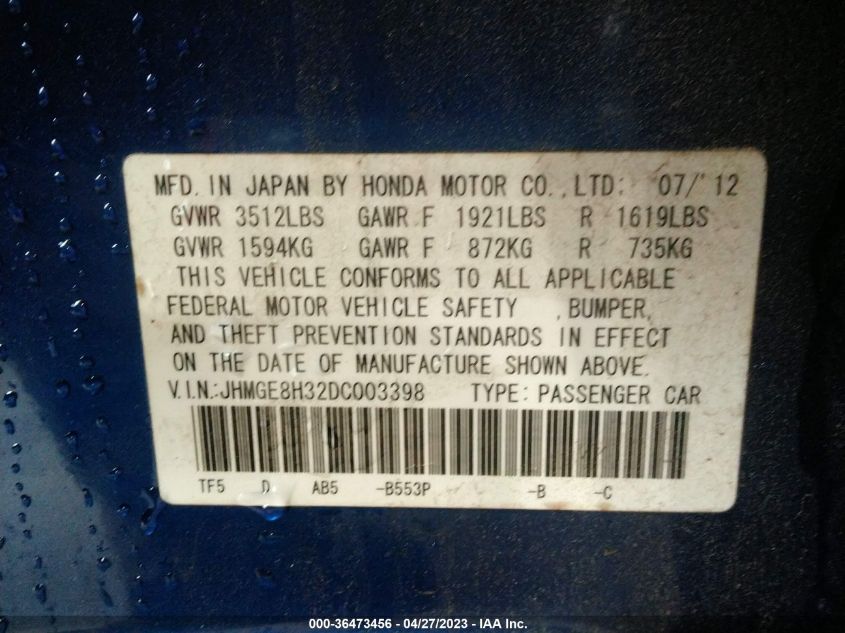 MFD. IN JAPAN BY HONDA MOTOR CO., LTD: 07/'12
GVWR 3512LBS GAWR F 1921LBS R 1619LBS
GVWR 1594KG GAWR F 872KG R 735KG
THIS VEHICLE CONFORMS TO ALL APPLICABLE
FEDERAL MOTOR VEHICLE SAFETY , BUMPER,
AND THEFT PREVENTION STANDARDS IN EFFECT
ON THE DATE OF MANUFACTURE SHOWN ABOVE.
V.I.N.:JHMGE8H32DC003398 TYPE: PASSENGER CAR
TF5 D AB5 -B553P -B -C
000-36473456 - 04/27/2023 - IAA Inc.